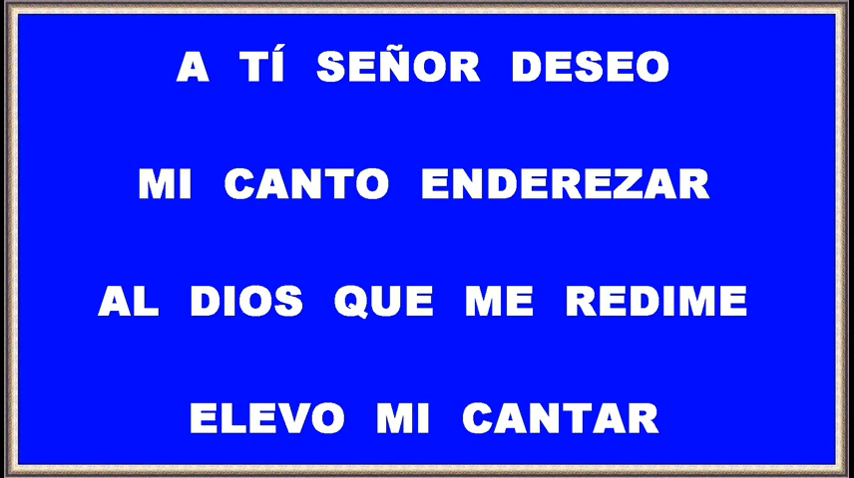 A TÍ SEÑOR DESEO
MI CANTO ENDEREZAR
AL DIOS QUE ME REDIME
ELEVO MI CANTAR